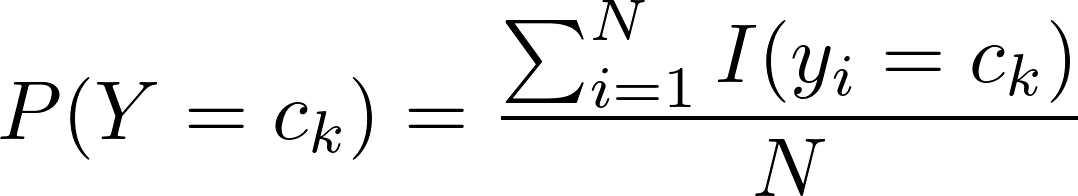 P(Y = c_k) = \frac{\sum_{i=1}^{N} I(y_i = c_k)}{N}